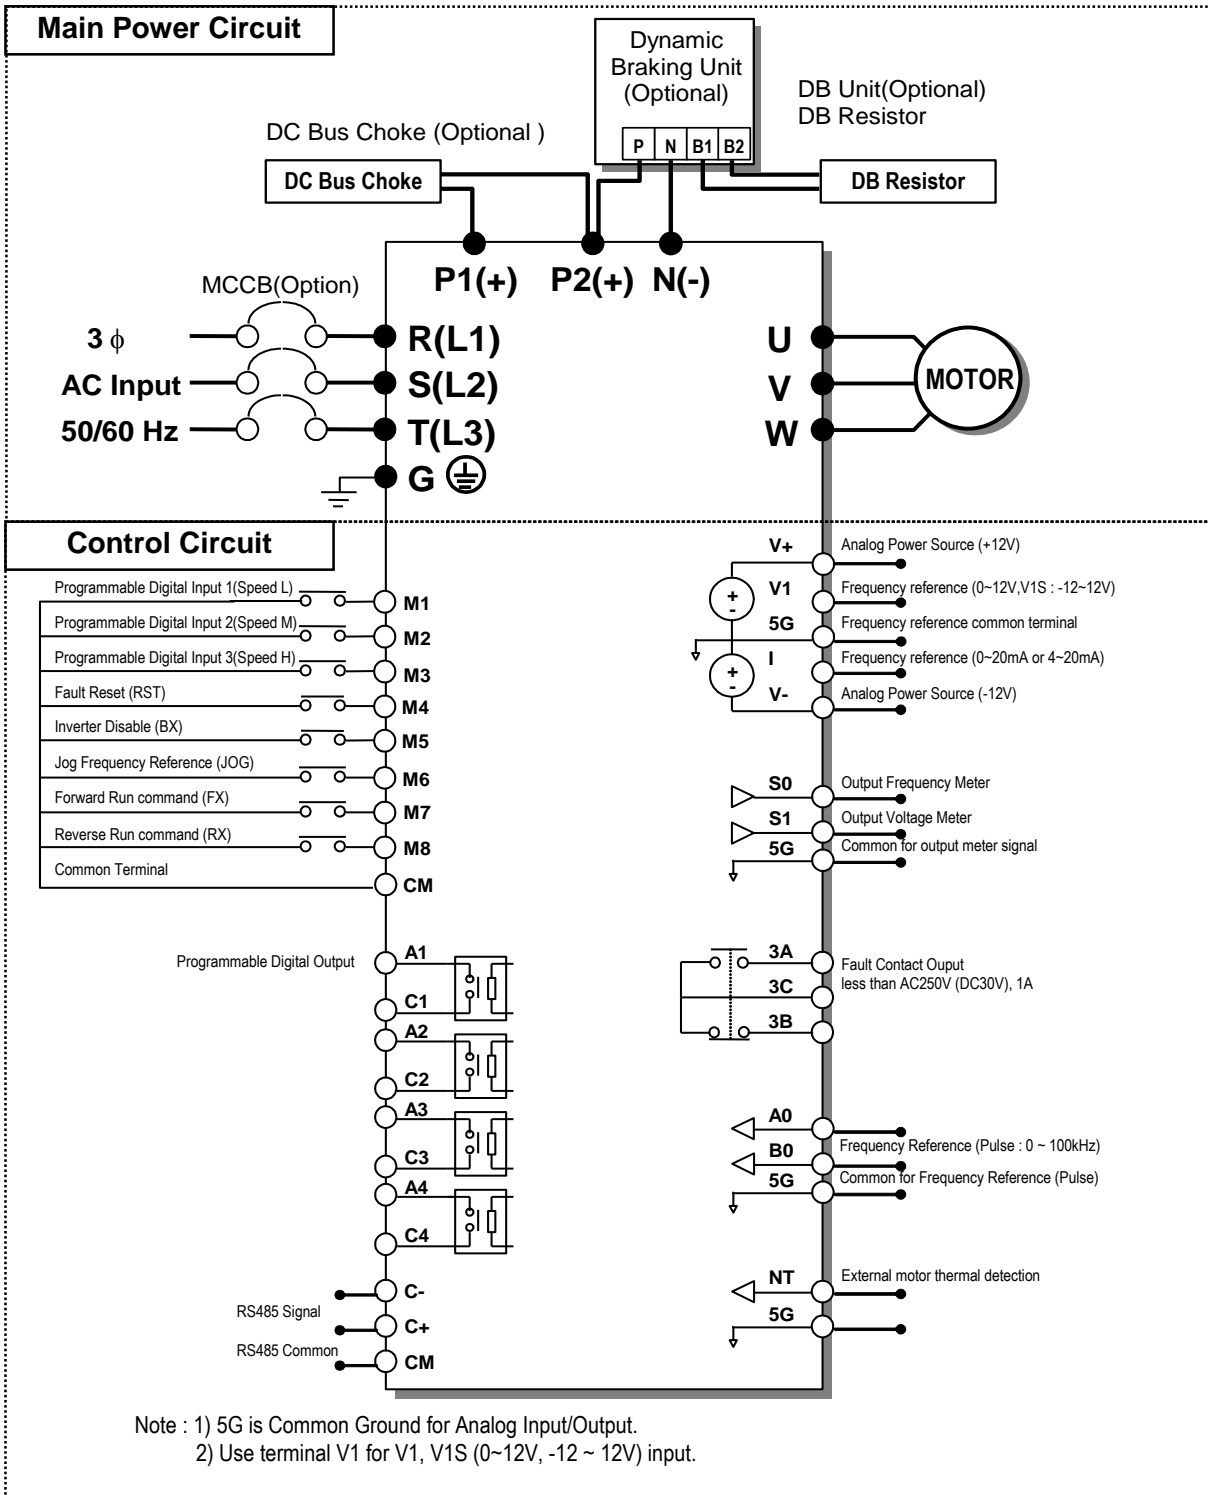 Main Power Circuit
Dynamic
Braking Unit
(Optional)
P N B1 B2
DB Unit(Optional)
DB Resistor
DC Bus Choke (Optional )
DC Bus Choke
DB Resistor
P1(+) P2(+) N(-)
MCCB(Option)
3 ϕ
R(L1)
U
AC Input
S(L2)
V
MOTOR
50/60 Hz
T(L3)
W
G
Control Circuit
Programmable Digital Input 1(Speed L)
M1
Programmable Digital Input 2(Speed M)
M2
Programmable Digital Input 3(Speed H)
M3
Fault Reset (RST)
M4
Inverter Disable (BX)
M5
Jog Frequency Reference (JOG)
M6
Forward Run command (FX)
M7
Reverse Run command (RX)
M8
Common Terminal
CM
V+
Analog Power Source (+12V)
+
-
V1
Frequency reference (0~12V,V1S : -12~12V)
5G
Frequency reference common terminal
+
-
I
Frequency reference (0~20mA or 4~20mA)
V-
Analog Power Source (-12V)
S0
Output Frequency Meter
S1
Output Voltage Meter
5G
Common for output meter signal
Programmable Digital Output
A1
C1
A2
C2
A3
C3
A4
C4
3A
3C
3B
Fault Contact Ouput
less than AC250V (DC30V), 1A
A0
B0
Frequency Reference (Pulse : 0 ~ 100kHz)
5G
Common for Frequency Reference (Pulse)
NT
External motor thermal detection
5G
C-
RS485 Signal
C+
RS485 Common
CM
Note : 1) 5G is Common Ground for Analog Input/Output.
2) Use terminal V1 for V1, V1S (0~12V, -12 ~ 12V) input.